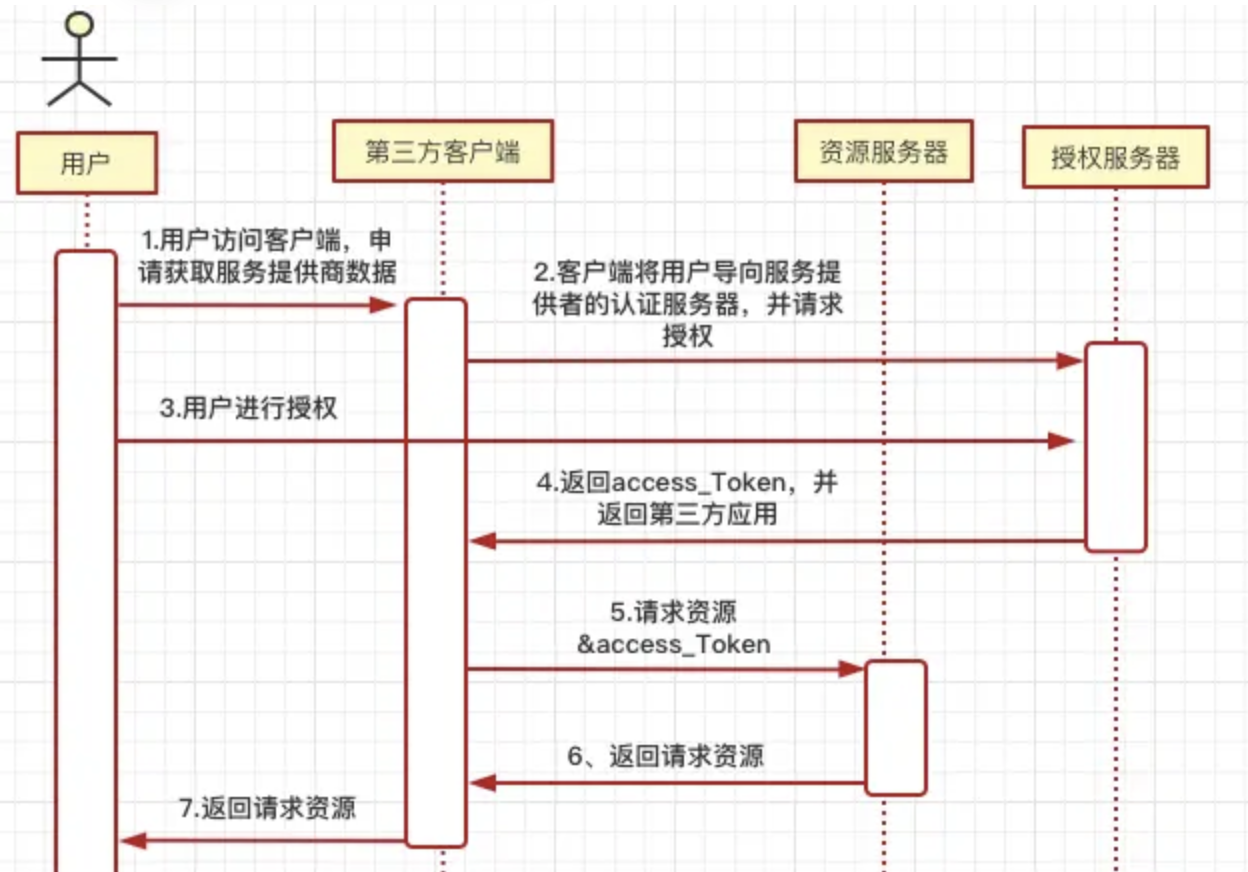 用户
第三方客户端
资源服务器
授权服务器
1.用户访问客户端，申
请获取服务提供商数据
2.客户端将用户导向服务提
供者的认证服务器，并请求
授权
3.用户进行授权
4.返回access_Token，并
返回第三方应用
5.请求资源
&access_Token
6、返回请求资源
7.返回请求资源